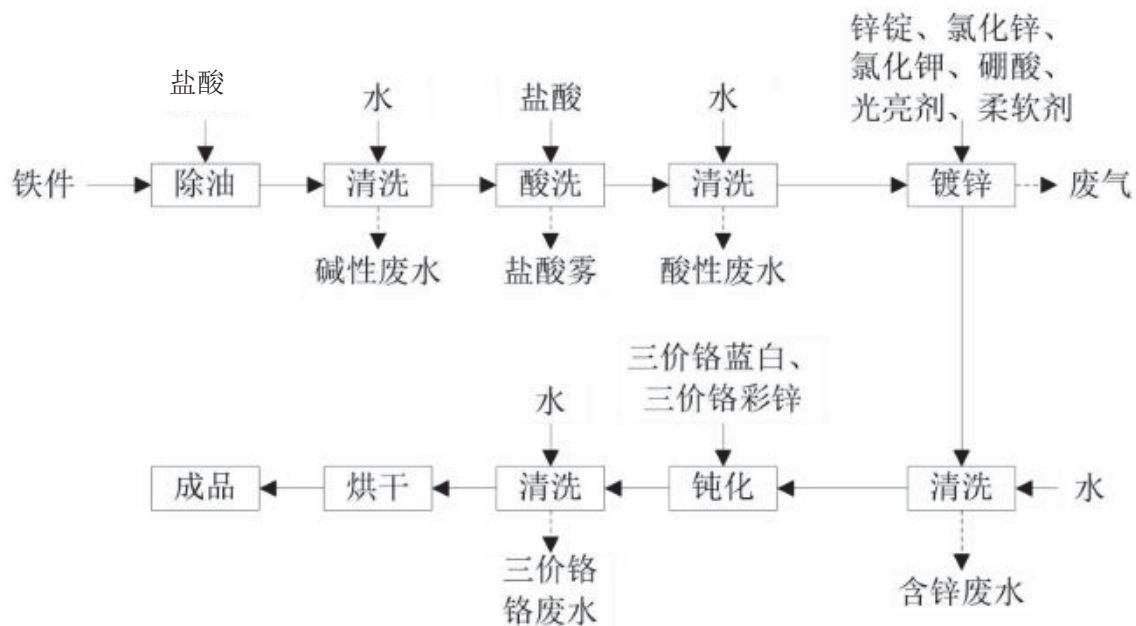 锌锭、氯化锌、
氯化钾、硼酸、
光亮剂、柔软剂
盐酸
水
盐酸
水
铁件
除油
清洗
酸洗
清洗
镀锌
废气
碱性废水
盐酸雾
酸性废水
三价铬蓝白、
三价铬彩锌
水
成品
烘干
清洗
钝化
清洗
水
三价铬
铬废水
含锌废水